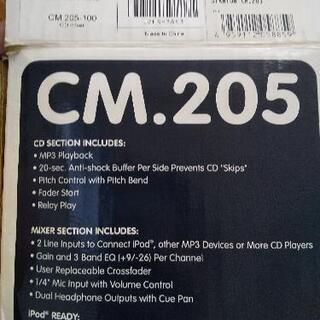 CM.205-100
Made in China
CM.205
CD SECTION INCLUDES:
• MP3 Playback
• 20-sec. Anti-shock Buffer Per Side Prevents CD "Skips"
• Pitch Control with Pitch Bend
• Fader Start
• Relay Play
MIXER SECTION INCLUDES:
• 2 Line Inputs to Connect iPod®, other MP3 Devices or More CD Players
• Gain and 3 Band EQ (+9/-26) Per Channel
• User Replaceable Crossfader
• 1/4" Mic Input with Volume Control
• Dual Headphone Outputs with Cue Pan
iPod® READY: